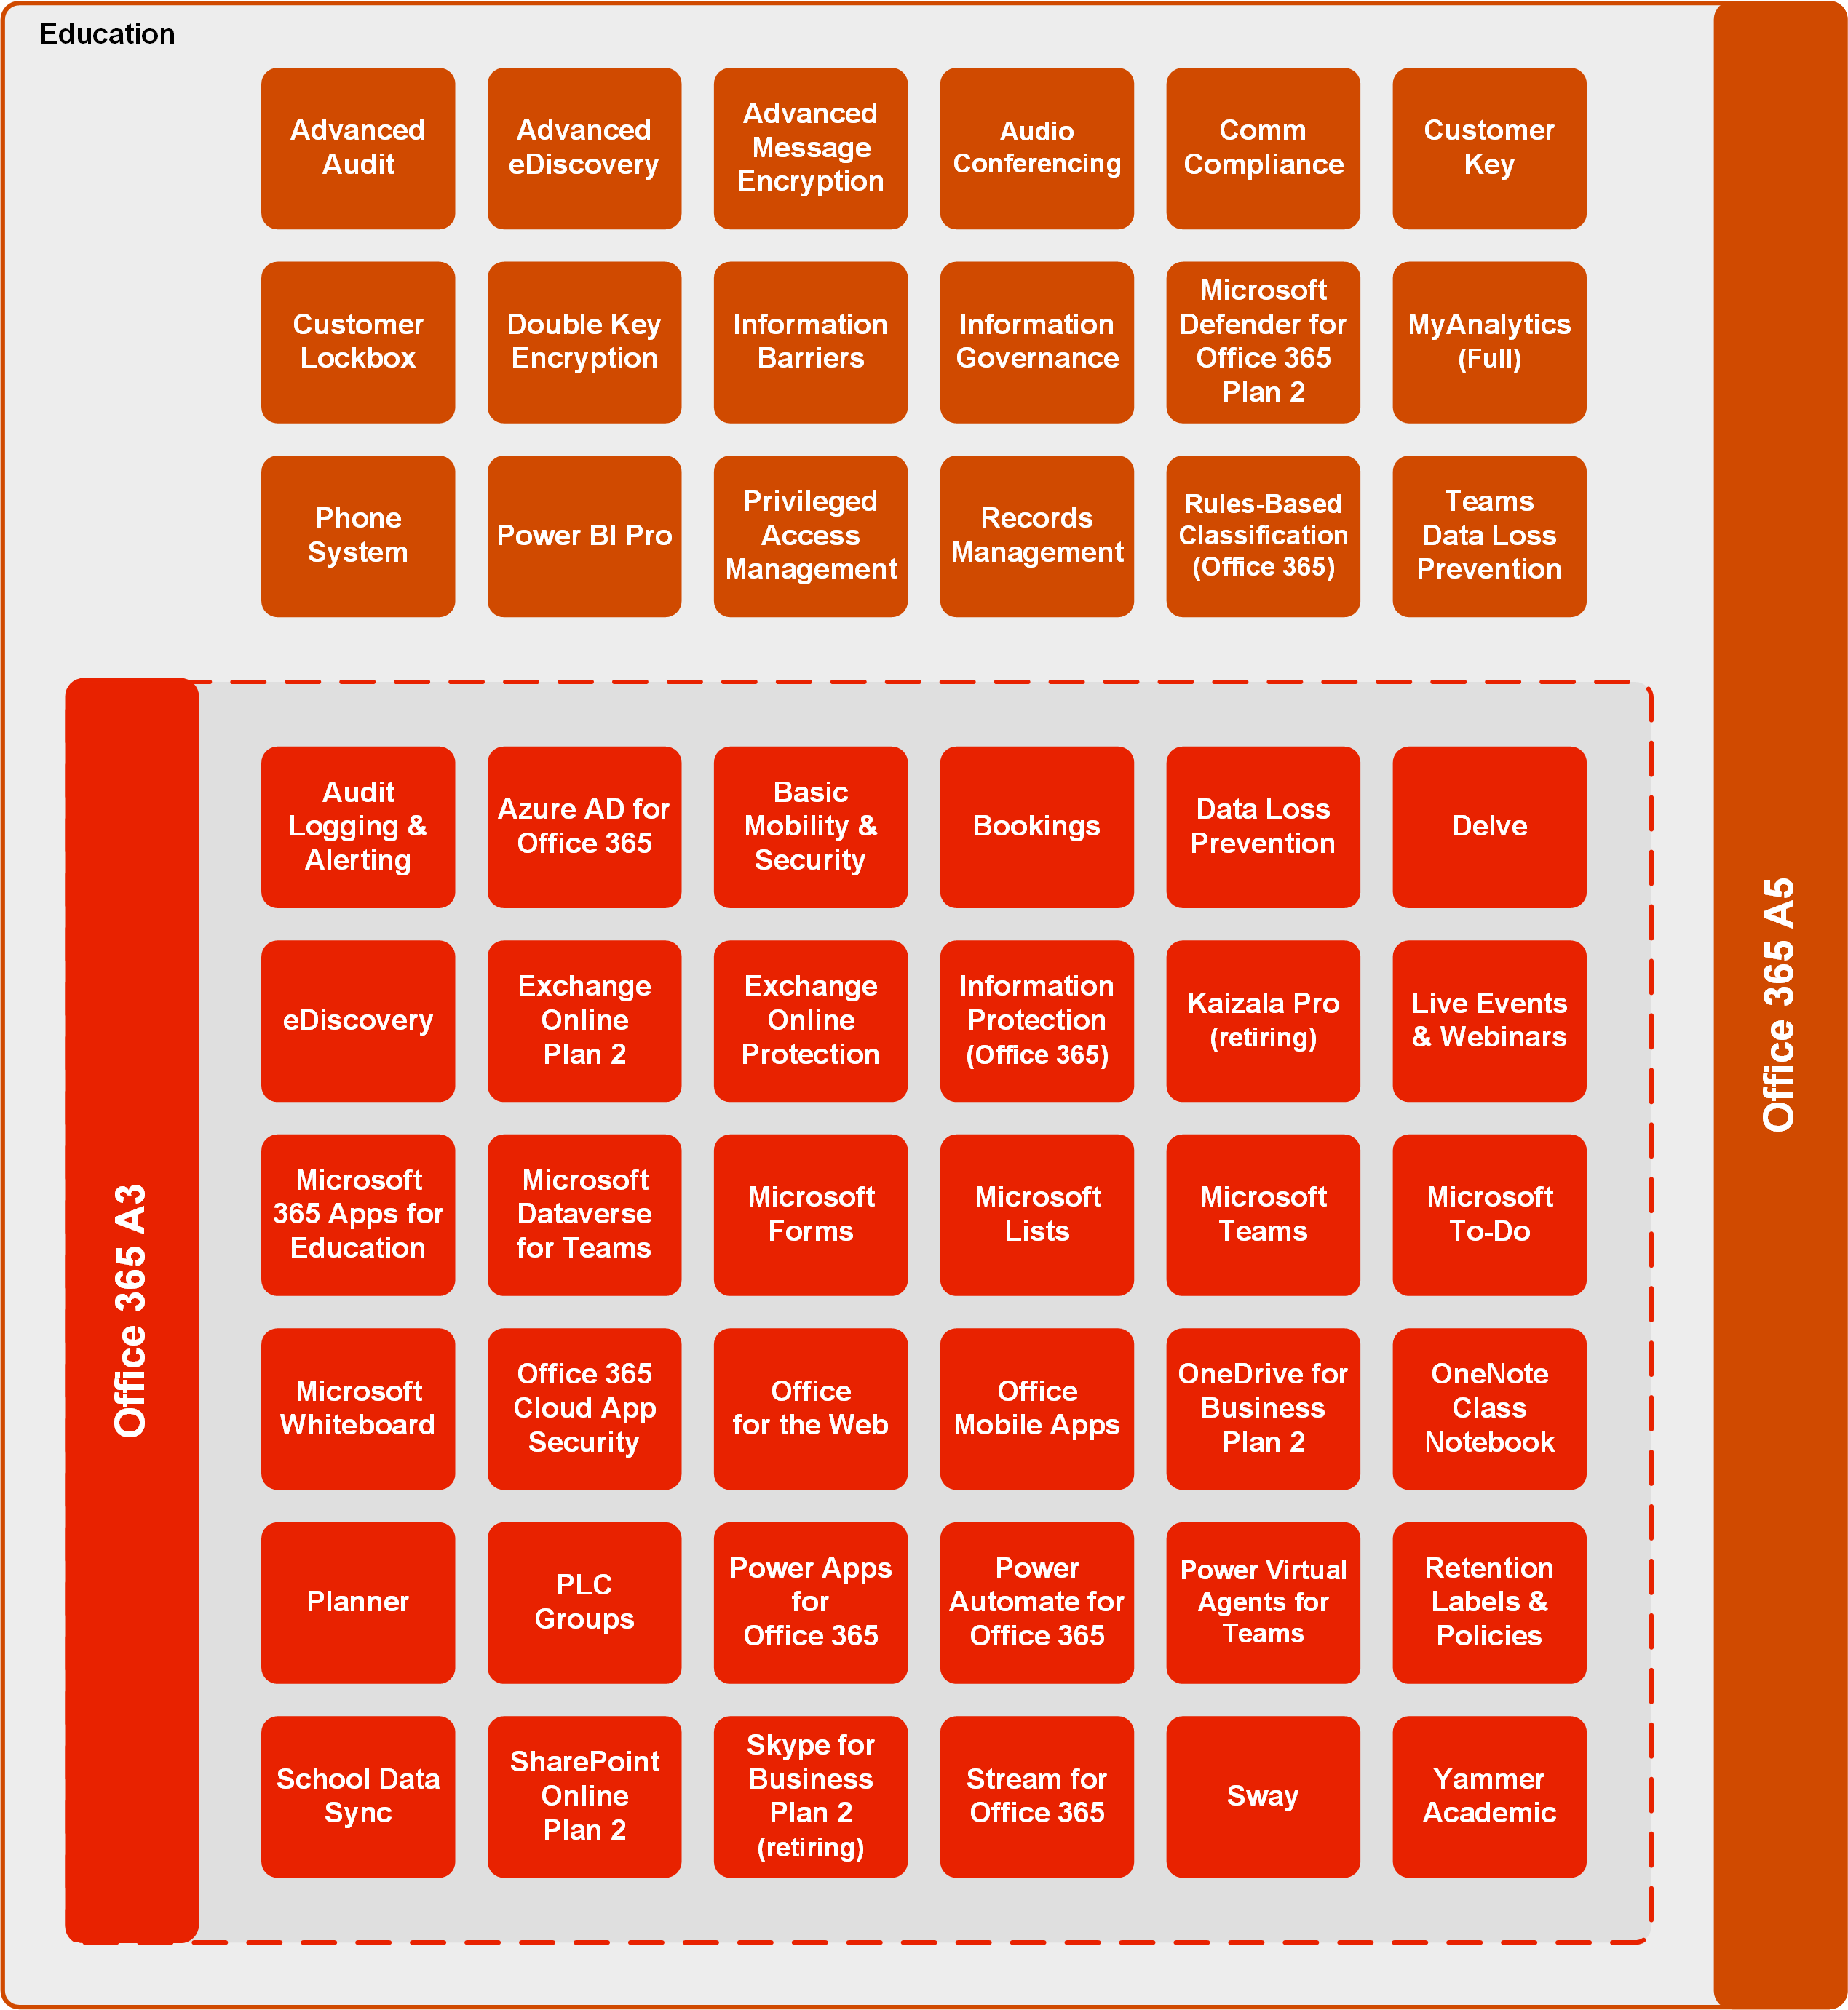 Education
Advanced
Audit
Advanced
eDiscovery
Advanced
Message
Encryption
Audio
Conferencing
Comm
Compliance
Customer
Key
Customer
Lockbox
Double Key
Encryption
Information
Barriers
Information
Governance
Microsoft
Defender for
Office 365
Plan 2
MyAnalytics
(Full)
Phone
System
Power BI Pro
Privileged
Access
Management
Records
Management
Rules-Based
Classification
(Office 365)
Teams
Data Loss
Prevention
Office 365 A5
Office 365 A3
Audit
Logging &
Alerting
Azure AD for
Office 365
Basic
Mobility &
Security
Bookings
Data Loss
Prevention
Delve
eDiscovery
Exchange
Online
Plan 2
Exchange
Online
Protection
Information
Protection
(Office 365)
Kaizala Pro
(retiring)
Live Events
& Webinars
Microsoft
365 Apps for
Education
Microsoft
Dataverse
for Teams
Microsoft
Forms
Microsoft
Lists
Microsoft
Teams
Microsoft
To-Do
Microsoft
Whiteboard
Office 365
Cloud App
Security
Office
for the Web
Office
Mobile Apps
OneDrive for
Business
Plan 2
OneNote
Class
Notebook
Planner
PLC
Groups
Power Apps
for
Office 365
Power
Automate for
Office 365
Power Virtual
Agents for
Teams
Retention
Labels &
Policies
School Data
Sync
SharePoint
Online
Plan 2
Skype for
Business
Plan 2
(retiring)
Stream for
Office 365
Sway
Yammer
Academic